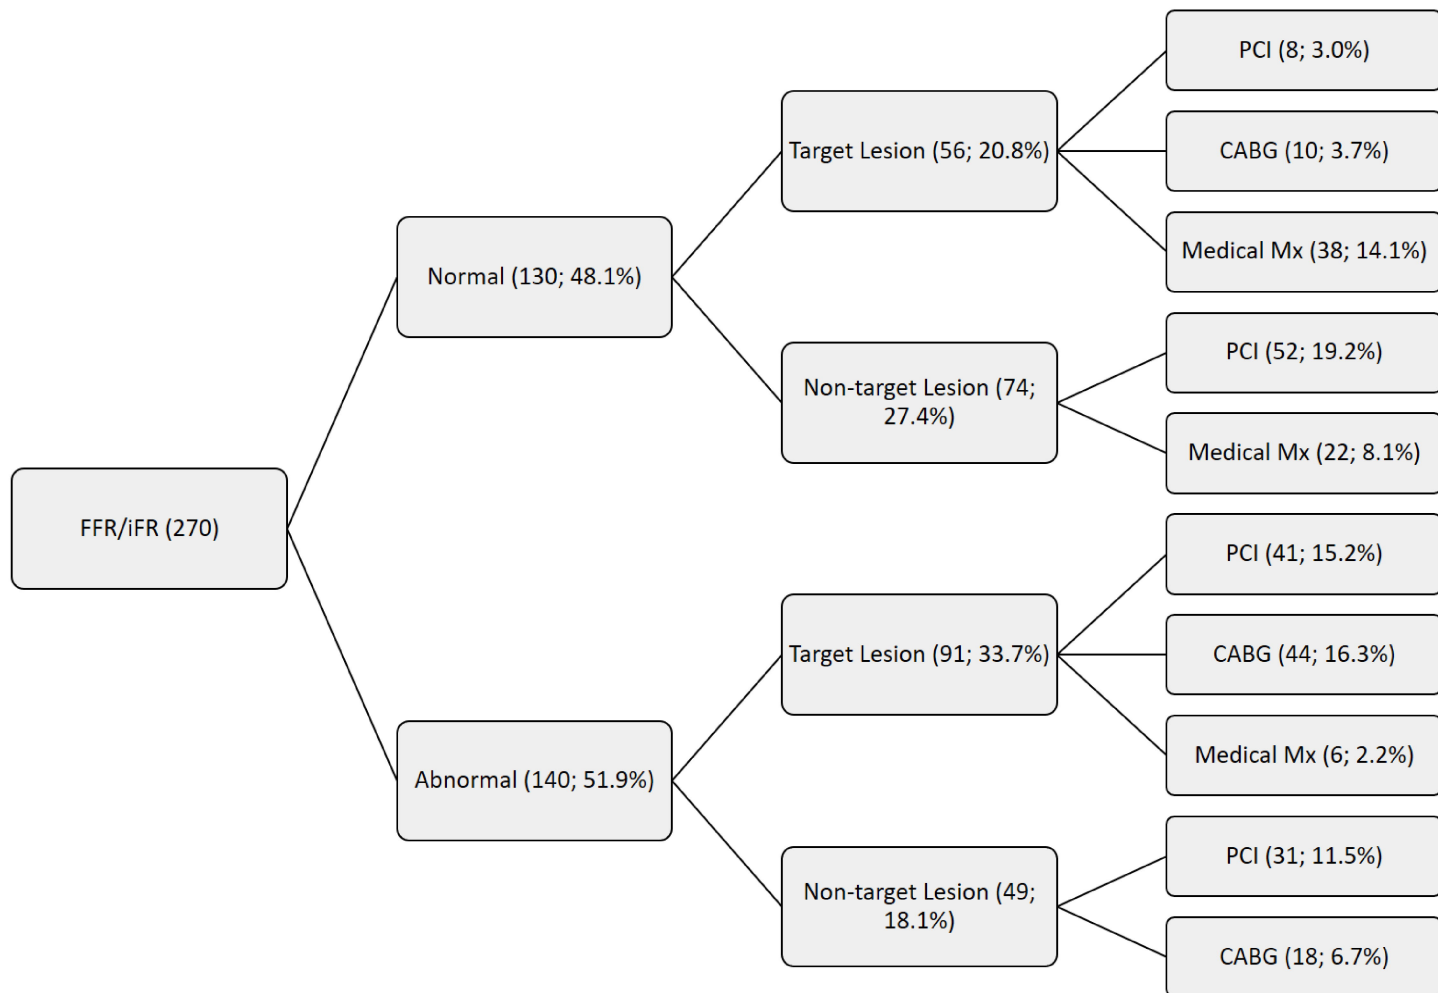 PCI (8; 3.0%)
CABG (10; 3.7%)
Target Lesion (56; 20.8%)
Medical Mx (38; 14.1%)
Normal (130; 48.1%)
PCI (52; 19.2%)
Non-target Lesion (74;
27.4%)
Medical Mx (22; 8.1%)
FFR/iFR (270)
PCI (41; 15.2%)
CABG (44; 16.3%)
Target Lesion (91; 33.7%)
Medical Mx (6; 2.2%)
Abnormal (140; 51.9%)
PCI (31; 11.5%)
Non-target Lesion (49;
18.1%)
CABG (18; 6.7%)